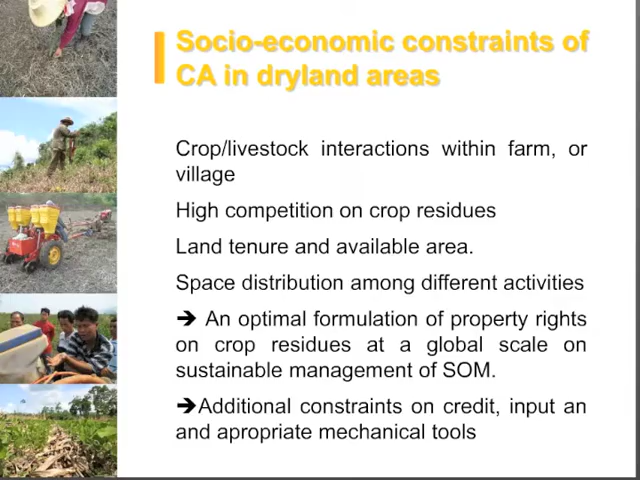 Socio-economic constraints of
CA in dryland areas
Crop/livestock interactions within farm, or
village
High competition on crop residues
Land tenure and available area.
Space distribution among different activities
➔ An optimal formulation of property rights
on crop residues at a global scale on
sustainable management of SOM.
➔Additional constraints on credit, input an
and apropriate mechanical tools